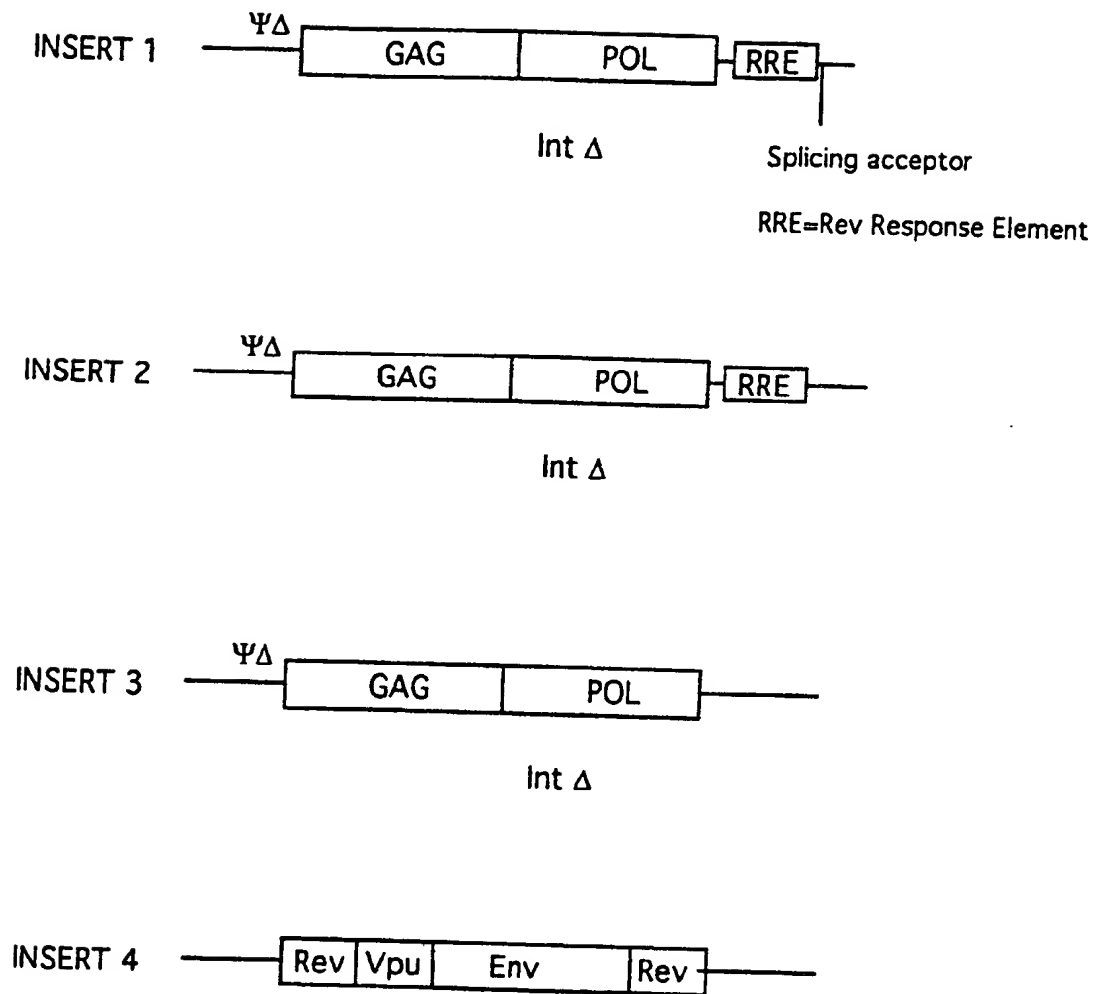 ΨΔ
INSERT 1 GAG POL RRE
Int Δ
Splicing acceptor
RRE=Rev Response Element
ΨΔ
INSERT 2 GAG POL RRE
Int Δ
ΨΔ
INSERT 3 GAG POL
Int Δ
INSERT 4 Rev Vpu Env Rev